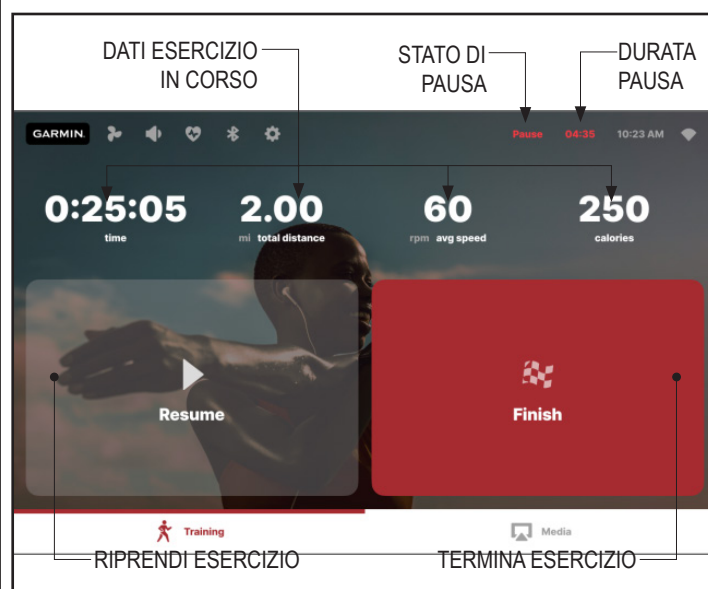 DATI ESERCIZIO
IN CORSO
STATO DI
PAUSA
DURATA
PAUSA
GARMIN.
Pause 04:35 10:23 AM
0:25:05 2.00 60 250
time mi total distance rpm avg speed calories
Resume Finish
Training Media
RIPRENDI ESERCIZIO TERMINA ESERCIZIO